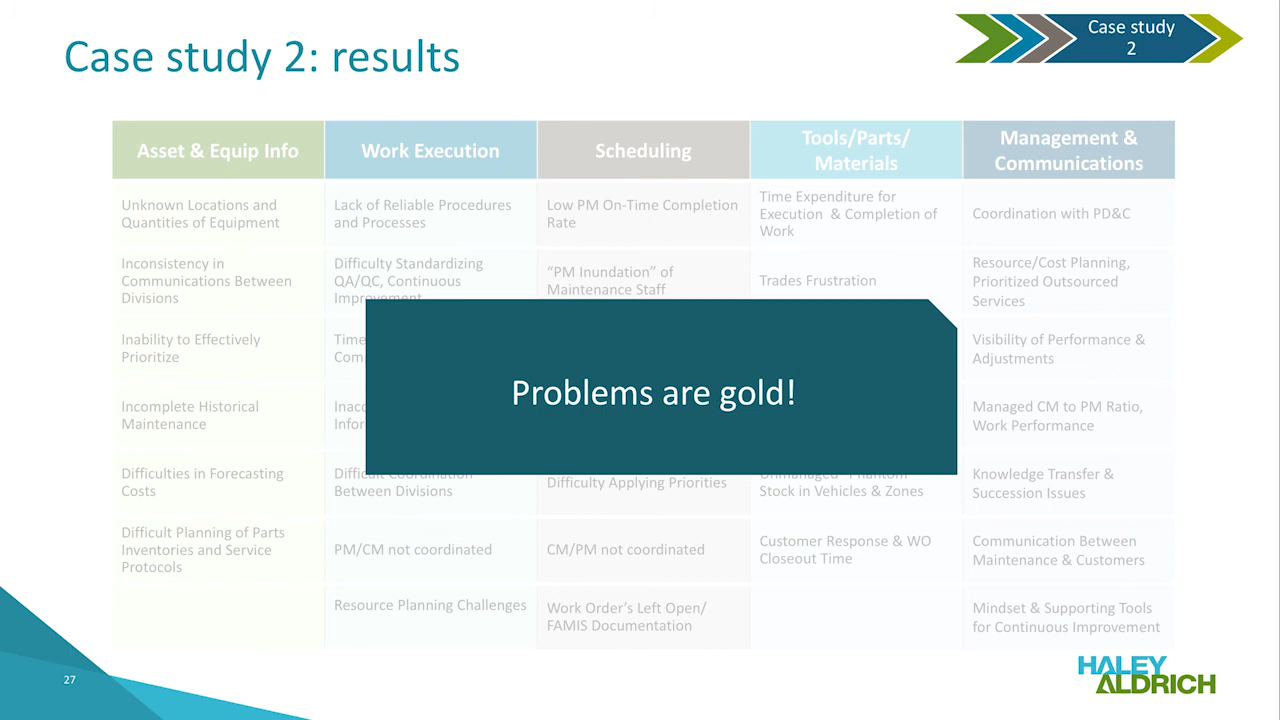 Case study 2: results
Case study
2
Asset & Equip Info
Work Execution
Scheduling
Tools/Parts/
Materials
Management &
Communications
Unknown Locations and
Quantities of Equipment
Lack of Reliable Procedures
and Processes
Low PM On-Time Completion
Rate
Time Expenditure for
Execution & Completion of
Work
Coordination with PD&C
Inconsistency in
Communications Between
Divisions
Difficulty Standardizing
QA/QC, Continuous
Improvement
“PM Inundation” of
Maintenance Staff
Trades Frustration
Resource/Cost Planning,
Prioritized Outsourced
Services
Inability to Effectively
Prioritize
Time
Visibility of Performance &
Adjustments
Problems are gold!
Incomplete Historical
Maintenance
Managed CM to PM Ratio,
Work Performance
Difficulties in Forecasting
Costs
Difficult Coordination
Between Divisions
Difficulty Applying Priorities
Unmanaged “Phantom”
Stock in Vehicles & Zones
Knowledge Transfer &
Succession Issues
Difficult Planning of Parts
Inventories and Service
Protocols
PM/CM not coordinated
CM/PM not coordinated
Customer Response & WO
Closeout Time
Communication Between
Maintenance & Customers
Resource Planning Challenges
Work Order’s Left Open/
FAMIS Documentation
Mindset & Supporting Tools
for Continuous Improvement
27
HALEY
ALDRICH